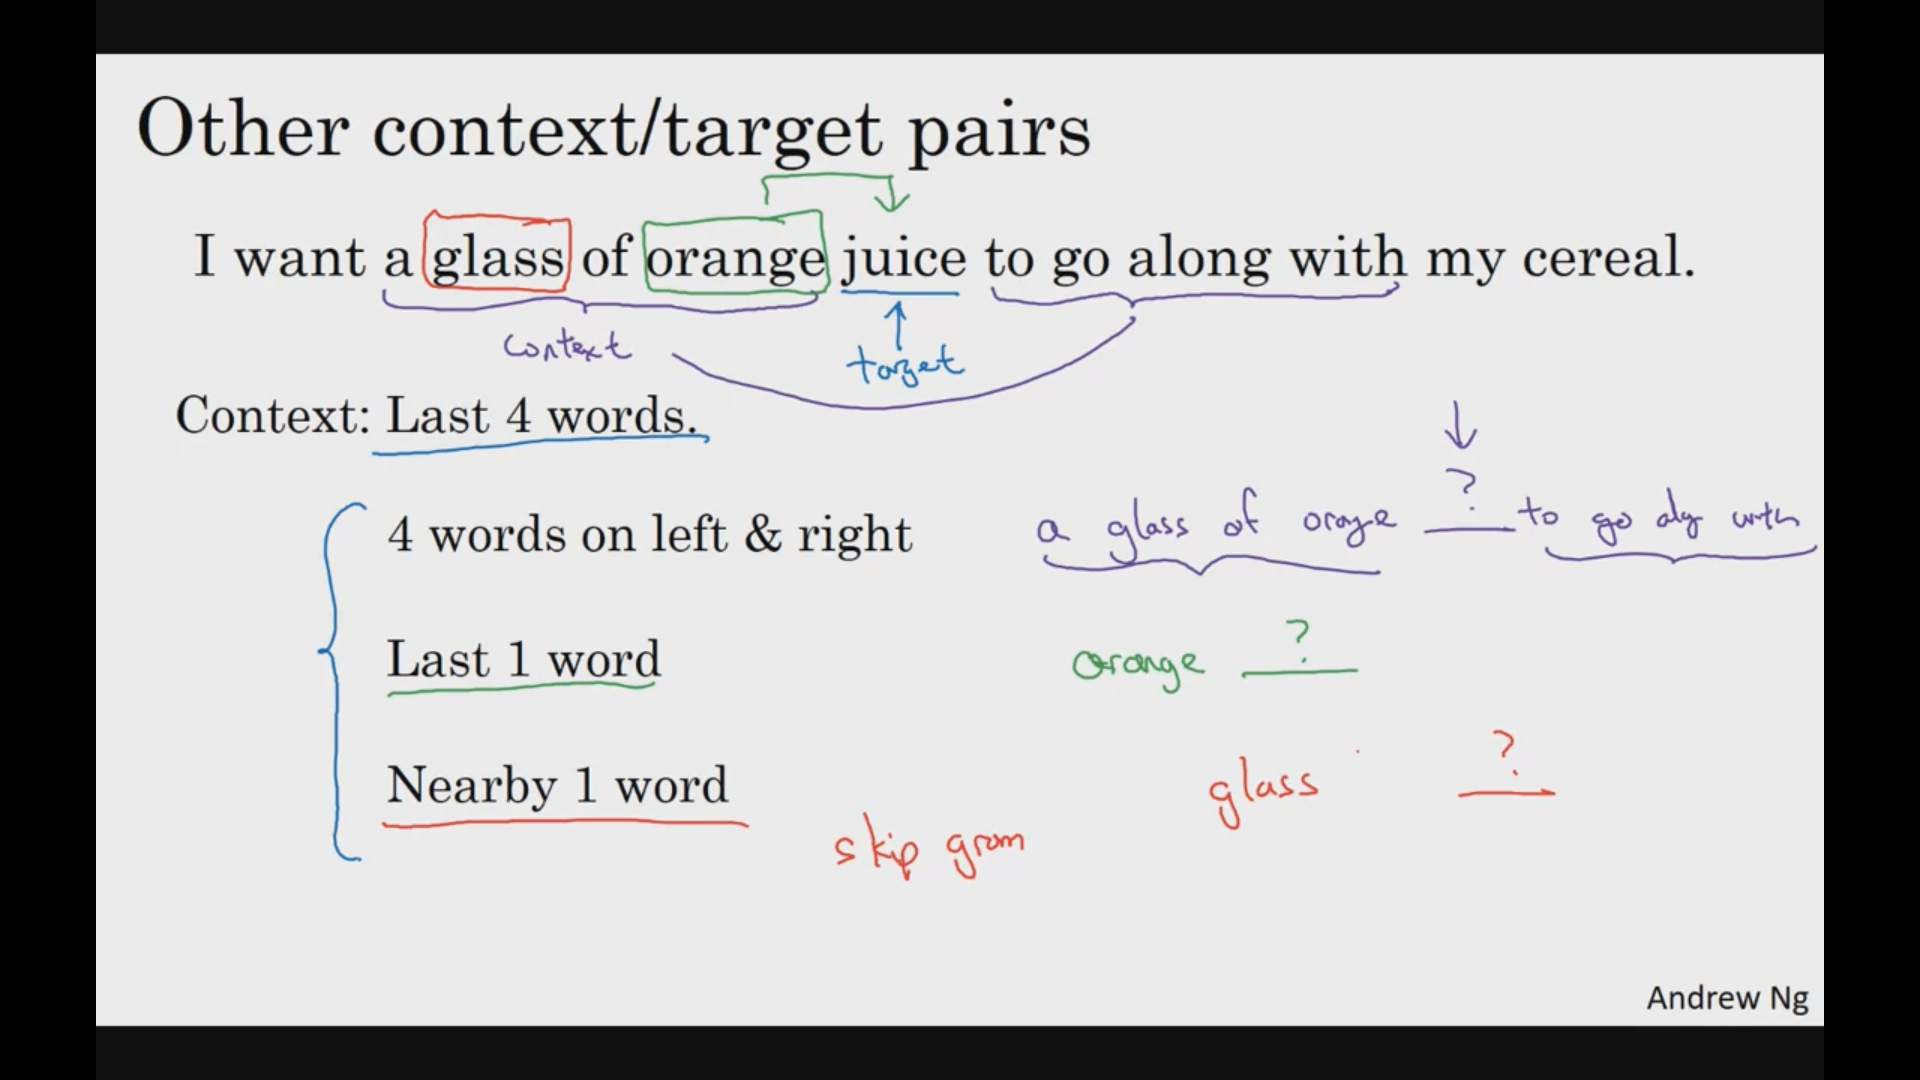 Other context/target pairs
I want a glass of orange juice to go along with my cereal.
context
target
Context: Last 4 words.
4 words on left & right
a glass of orange ? to go alg with
Last 1 word
orange ?
Nearby 1 word
glass ?
skip gram
Andrew Ng